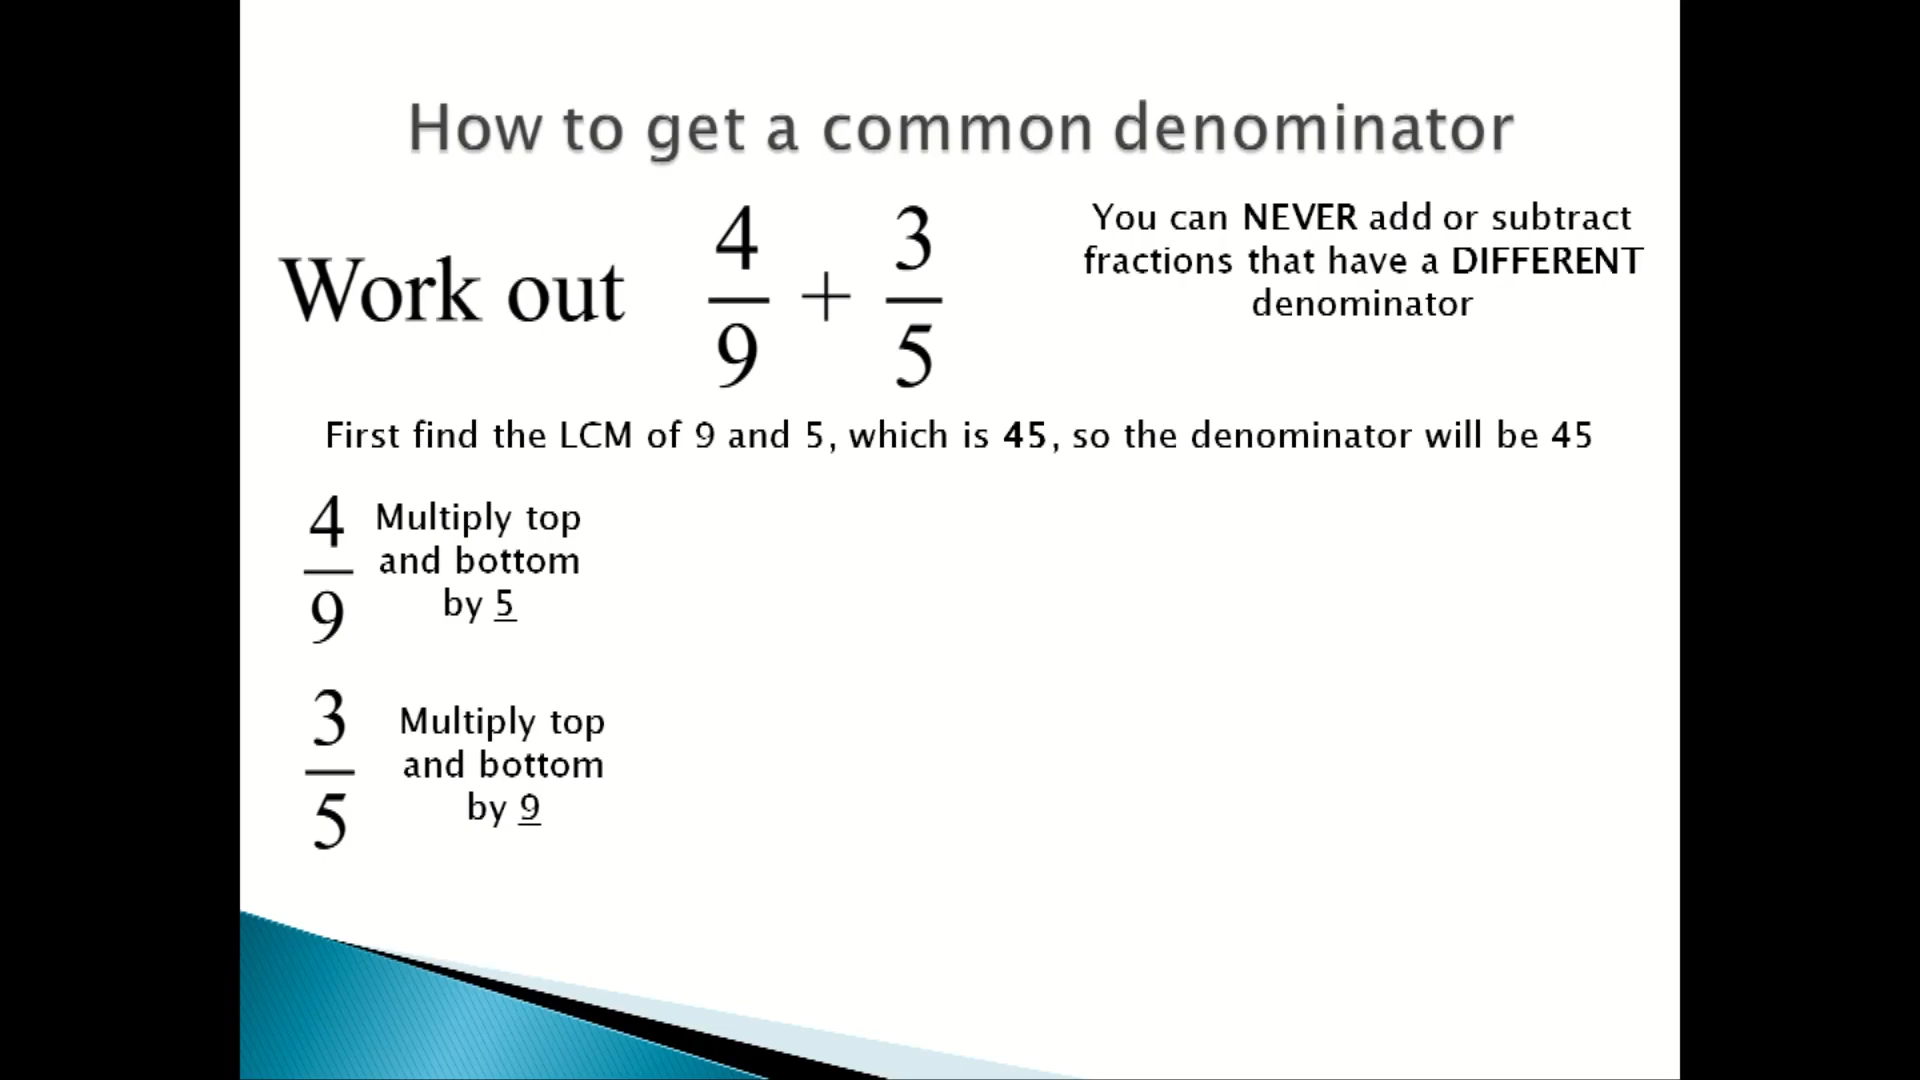 How to get a common denominator
Work out 4/9 + 3/5
You can NEVER add or subtract
fractions that have a DIFFERENT
denominator
First find the LCM of 9 and 5, which is 45, so the denominator will be 45
4/9
Multiply top
and bottom
by 5
3/5
Multiply top
and bottom
by 9